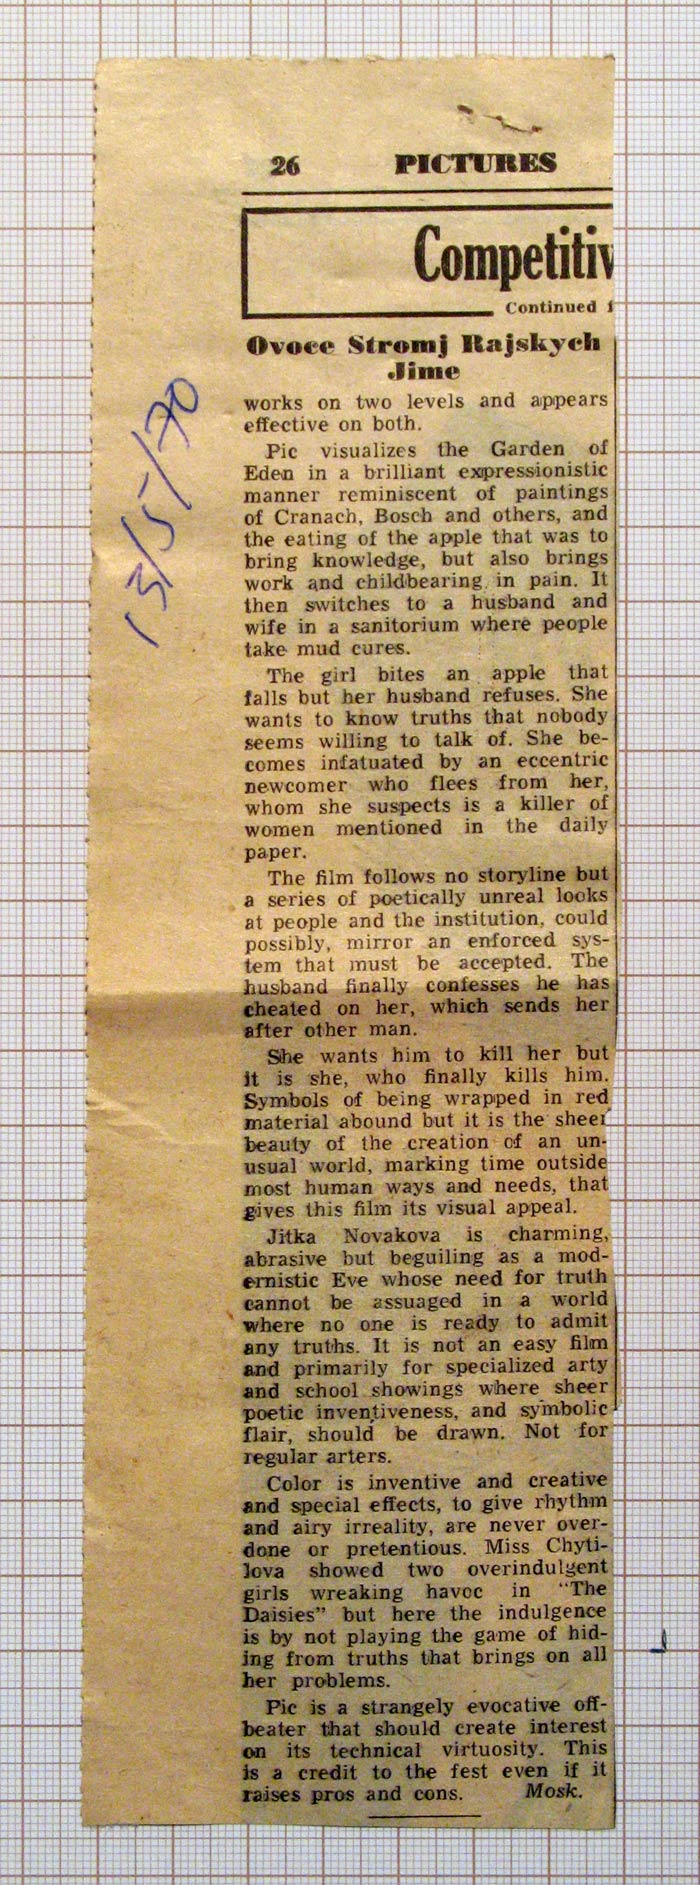 26 PICTURES
Competitiv
Continued f
Ovoce Stromj Rajskych
Jime
13/5/70
works on two levels and appears
effective on both.
Pic visualizes the Garden of
Eden in a brilliant expressionistic
manner reminiscent of paintings
of Cranach, Bosch and others, and
the eating of the apple that was to
bring knowledge, but also brings
work and childbearing in pain. It
then switches to a husband and
wife in a sanitorium where people
take mud cures.
The girl bites an apple that
falls but her husband refuses. She
wants to know truths that nobody
seems willing to talk of. She be-
comes infatuated by an eccentric
newcomer who flees from her,
whom she suspects is a killer of
women mentioned in the daily
paper.
The film follows no storyline but
a series of poetically unreal looks
at people and the institution, could
possibly, mirror an enforced sys-
tem that must be accepted. The
husband finally confesses he has
cheated on her, which sends her
after other man.
She wants him to kill her but
it is she, who finally kills him.
Symbols of being wrapped in red
material abound but it is the sheer
beauty of the creation of an un-
usual world, marking time outside
most human ways and needs, that
gives this film its visual appeal.
Jitka Novakova is charming,
abrasive but beguiling as a mod-
ernistic Eve whose need for truth
cannot be assuaged in a world
where no one is ready to admit
any truths. It is not an easy film
and primarily for specialized arty
and school showings where sheer
poetic inventiveness, and symbolic
flair, should be drawn. Not for
regular arters.
Color is inventive and creative
and special effects, to give rhythm
and airy irreality, are never over-
done or pretentious. Miss Chyti-
lova showed two overindulgent
girls wreaking havoc in “The
Daisies” but here the indulgence
is by not playing the game of hid-
ing from truths that brings on all
her problems.
Pic is a strangely evocative off-
beater that should create interest
on its technical virtuosity. This
is a credit to the fest even if it
raises pros and cons. Mosk.